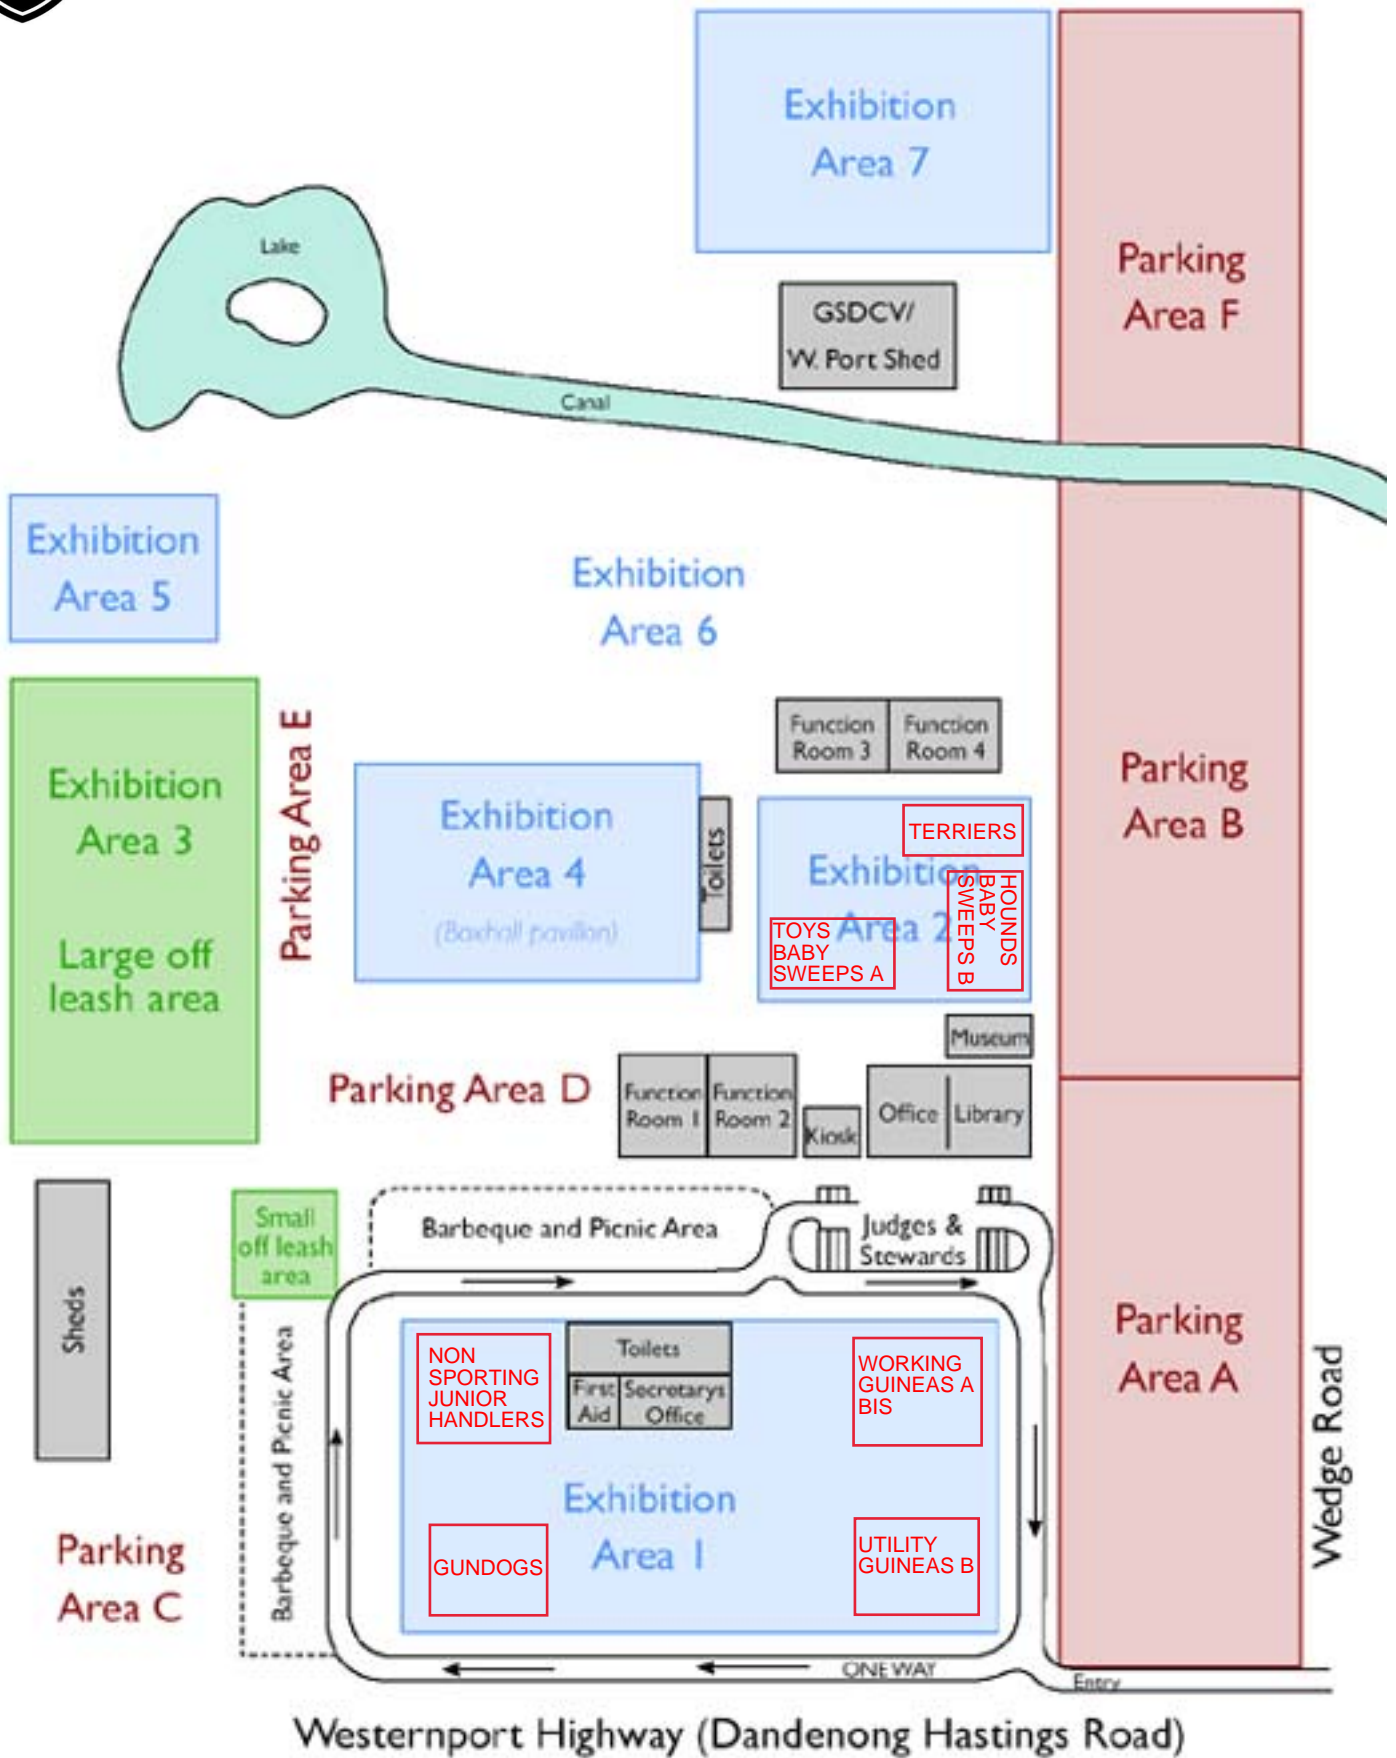 Exhibition
Area 7
Parking
Area F
Lake
GSDCV/
W. Port Shed
Canal
Exhibition
Area 5
Exhibition
Area 6
Parking Area E
Function
Room 3
Function
Room 4
Parking
Area B
Exhibition
Area 3
Large off
leash area
Exhibition
Area 4
(Boxhall pavilion)
Toilets
TERRIERS
Exhibition
Area 2
HOUNDS
BABY
SWEEPS B
TOYS
BABY
SWEEPS A
Museum
Parking Area D
Function
Room 1
Function
Room 2
Kiosk
Office
Library
Small
off leash
area
Barbeque and Picnic Area
Judges &
Stewards
Sheds
Barbeque and Picnic Area
NON
SPORTING
JUNIOR
HANDLERS
Toilets
First
Aid
Secretarys
Office
WORKING
GUINEAS A
BIS
Parking
Area A
Wedge Road
Exhibition
Area 1
GUNDOGS
UTILITY
GUINEAS B
Parking
Area C
ONE WAY
Entry
Westernport Highway (Dandenong Hastings Road)